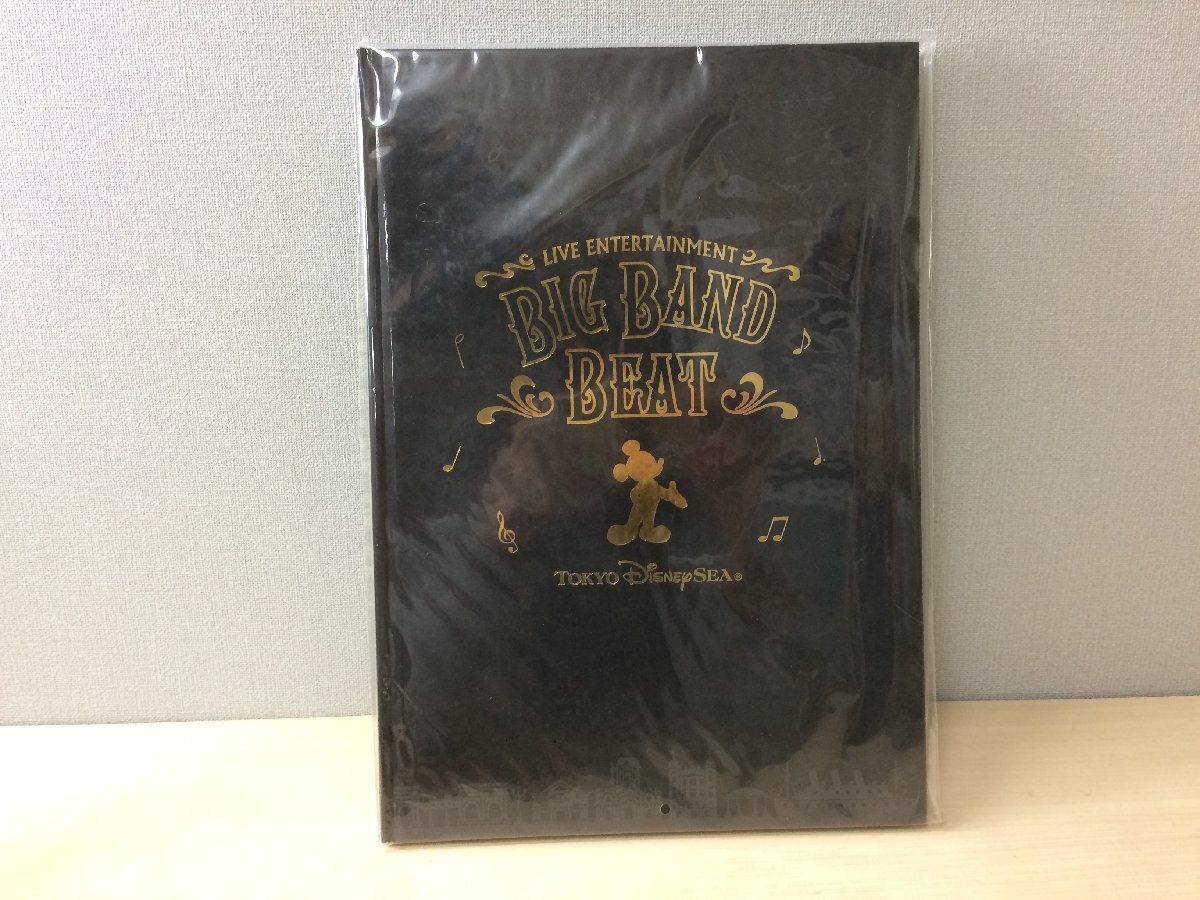 LIVE ENTERTAINMENT
BIG BAND
BEAT
TOKYO DISNEYSEA®